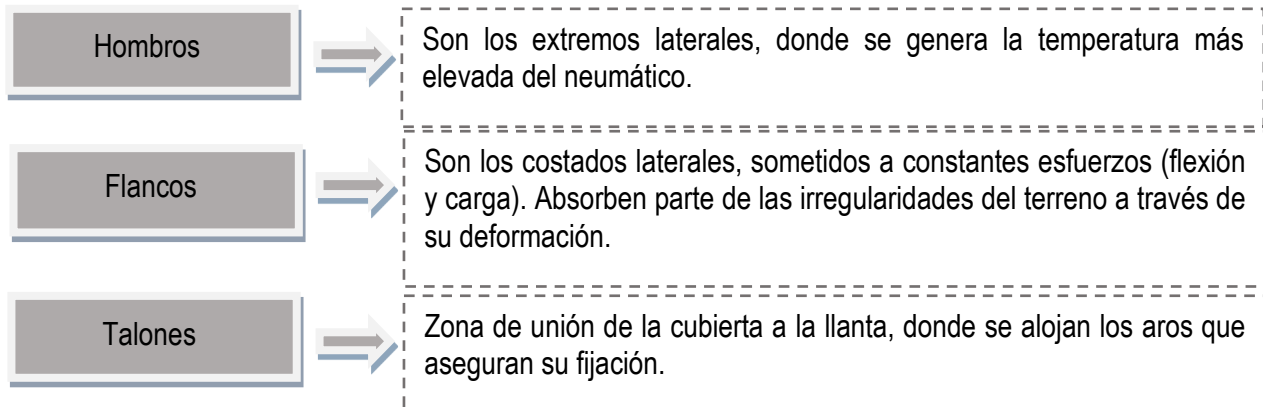 Hombros
Son los extremos laterales, donde se genera la temperatura más
elevada del neumático.
Flancos
Son los costados laterales, sometidos a constantes esfuerzos (flexión
y carga). Absorben parte de las irregularidades del terreno a través de
su deformación.
Talones
Zona de unión de la cubierta a la llanta, donde se alojan los aros que
aseguran su fijación.